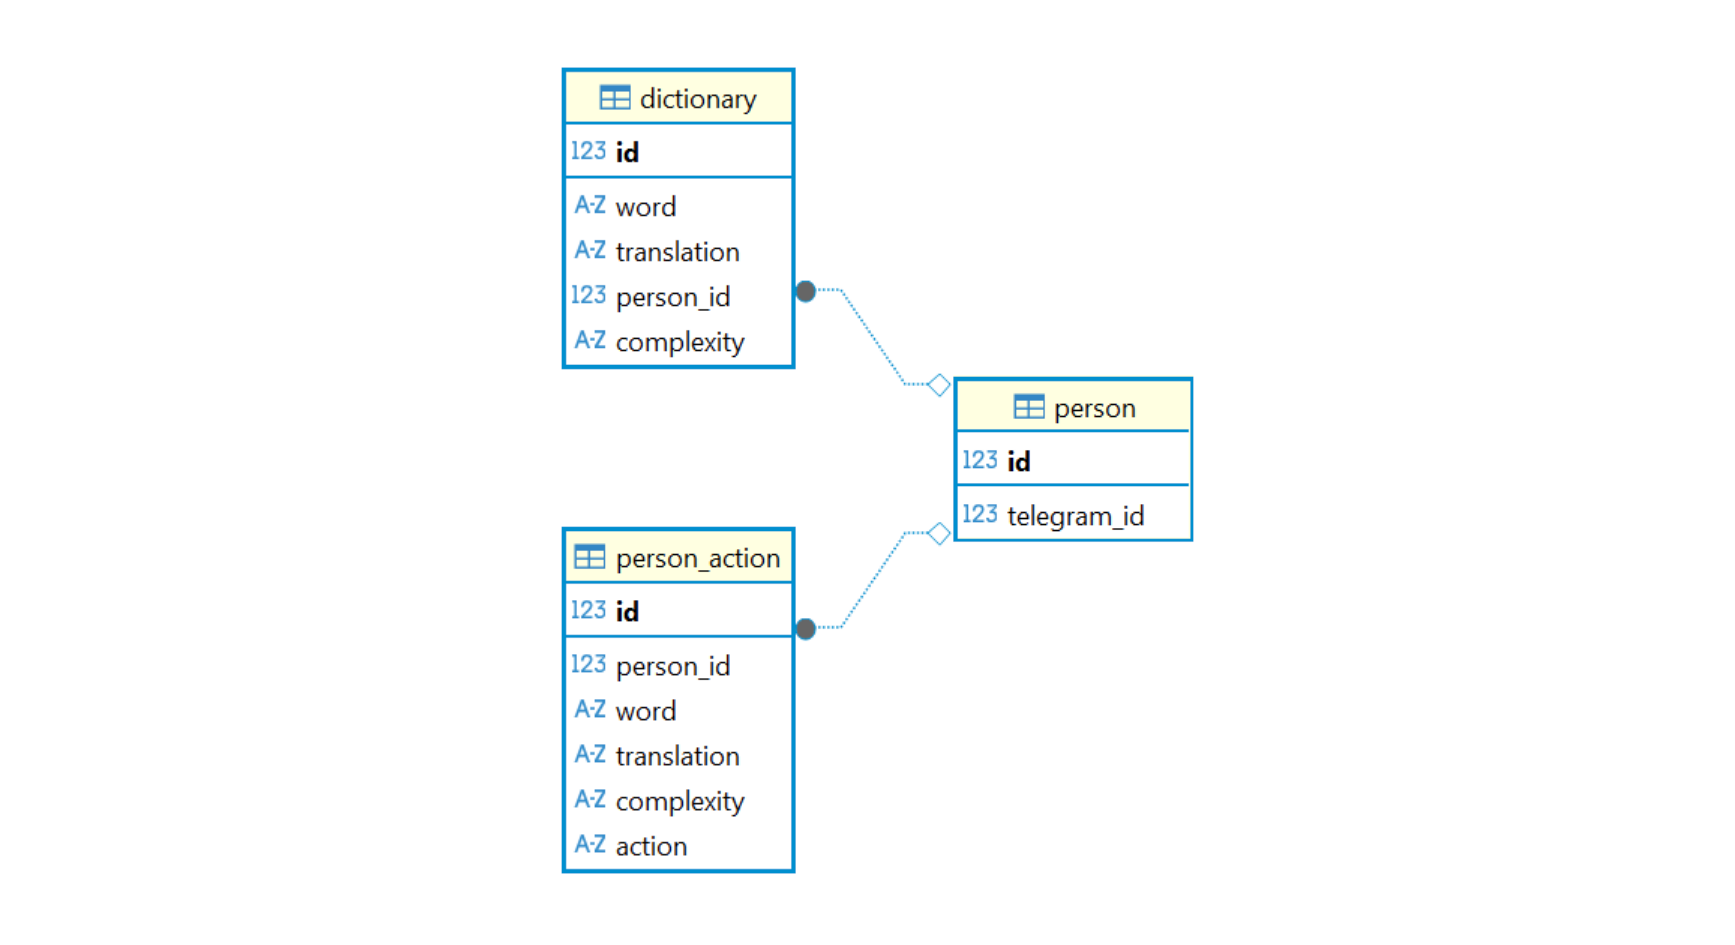 dictionary
123 id
A-Z word
A-Z translation
123 person_id
A-Z complexity
person
123 id
123 telegram_id
person_action
123 id
123 person_id
A-Z word
A-Z translation
A-Z complexity
A-Z action